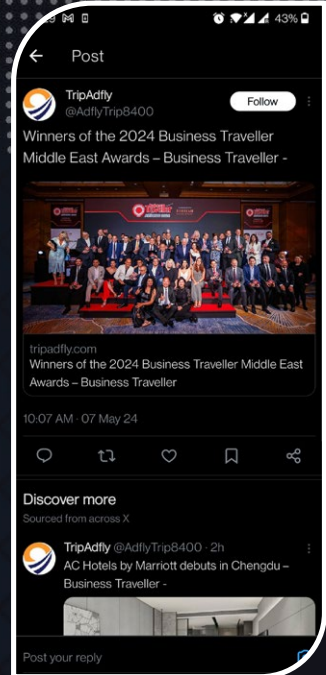 43%
Post
TripAdfly
@AdflyTrip8400
Follow
Winners of the 2024 Business Traveller
Middle East Awards – Business Traveller -
tripadfly.com
Winners of the 2024 Business Traveller Middle East
Awards – Business Traveller
10:07 AM · 07 May 24
Discover more
Sourced from across X
TripAdfly @AdflyTrip8400 · 2h
AC Hotels by Marriott debuts in Chengdu –
Business Traveller -
Post your reply